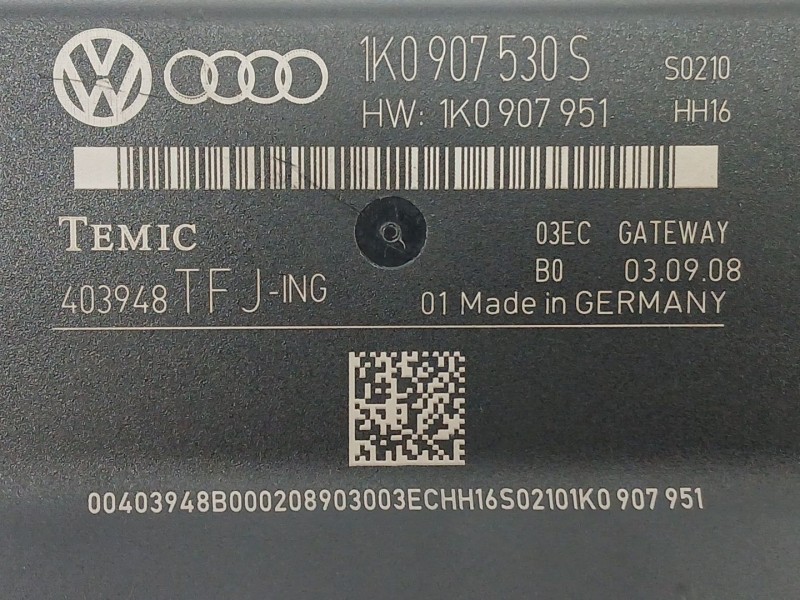 1K0 907 530 S S0210
HW: 1K0 907 951 HH16
TEMIC 03EC GATEWAY
B0 03.09.08
403948 TFJ-ING 01 Made in GERMANY
00403948B000208903003ECHH16S02101K0 907 951